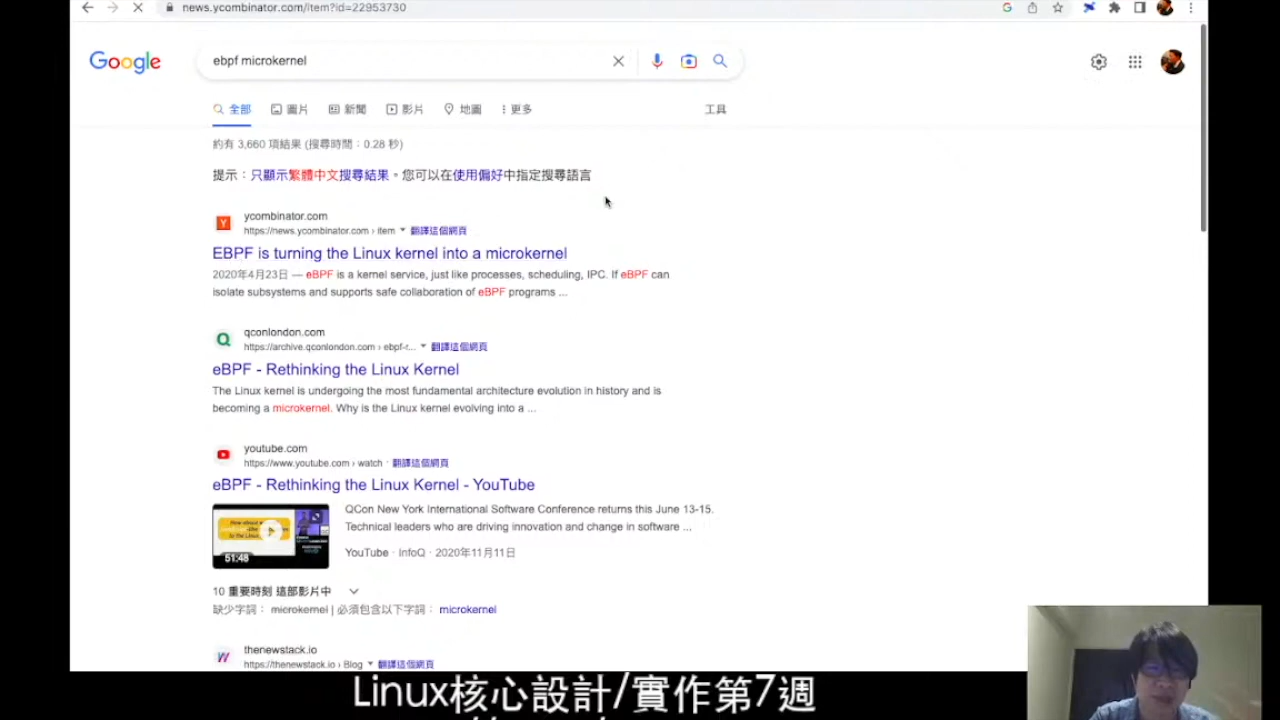 news.ycombinator.com/item?id=22953730
Google
ebpf microkernel
全部 圖片 新聞 影片 地圖 更多 工具
約有 3,660 項結果 (搜尋時間：0.28 秒)
提示：只顯示繁體中文搜尋結果。您可以在使用偏好中指定搜尋語言
ycombinator.com
https://news.ycombinator.com › item 翻譯這個網頁
EBPF is turning the Linux kernel into a microkernel
2020年4月23日 — eBPF is a kernel service, just like processes, scheduling, IPC. If eBPF can
isolate subsystems and supports safe collaboration of eBPF programs ...
qconlondon.com
https://archive.qconlondon.com › ebpf-r... 翻譯這個網頁
eBPF - Rethinking the Linux Kernel
The Linux kernel is undergoing the most fundamental architecture evolution in history and is
becoming a microkernel. Why is the Linux kernel evolving into a ...
youtube.com
https://www.youtube.com › watch · 翻譯這個網頁
eBPF - Rethinking the Linux Kernel - YouTube
QCon New York International Software Conference returns this June 13-15.
Technical leaders who are driving innovation and change in software ...
51:48
YouTube · InfoQ · 2020年11月11日
10 重要時刻 這部影片中
缺少字詞： microkernel | 必須包含以下字詞： microkernel
thenewstack.io
https://thenewstack.io › Blog 翻譯這個網頁
Linux核心設計/實作第7週